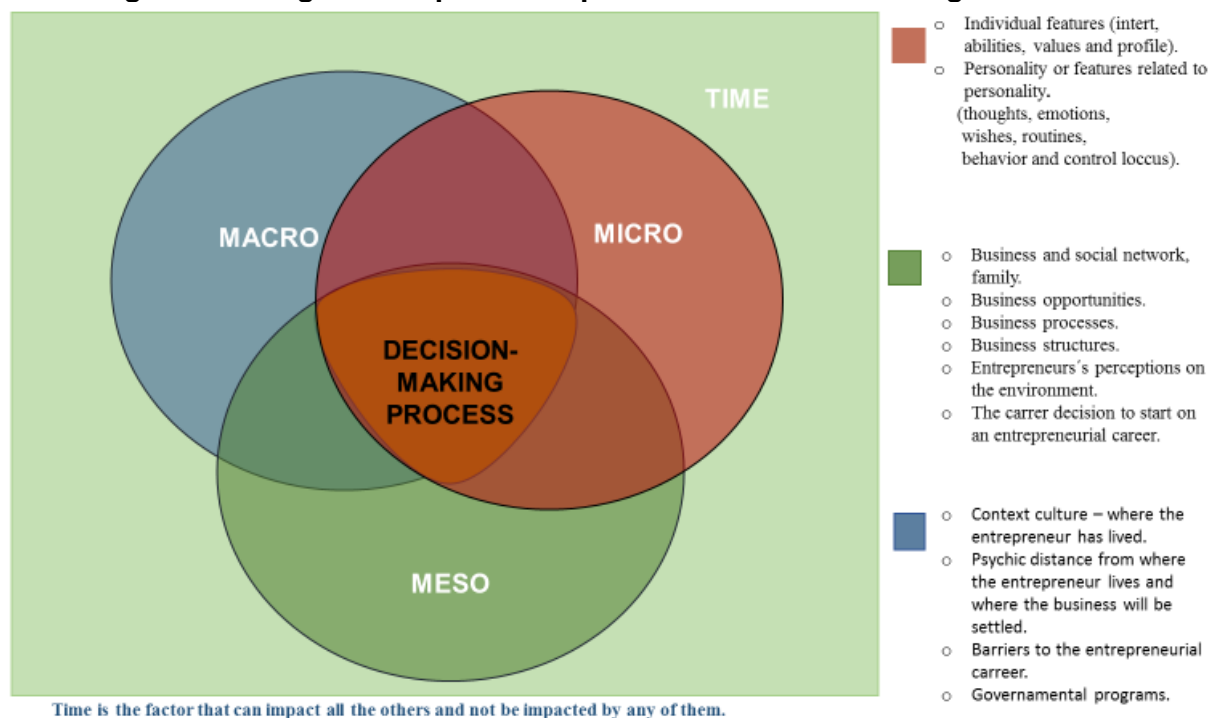 TIME
MACRO
MICRO
DECISION-
MAKING
PROCESS
MESO
Time is the factor that can impact all the others and not be impacted by any of them.
o Individual features (intert,
abilities, values and profile).
o Personality or features related to
personality.
(thoughts, emotions,
wishes, routines,
behavior and control loccus).
o Business and social network,
family.
o Business opportunities.
o Business processes.
o Business structures.
o Entrepreneurs´s perceptions on
the environment.
o The carrer decision to start on
an entrepreneurial career.
o Context culture – where the
entrepreneur has lived.
o Psychic distance from where
the entrepreneur lives and
where the business will be
settled.
o Barriers to the entrepreneurial
carreer.
o Governamental programs.